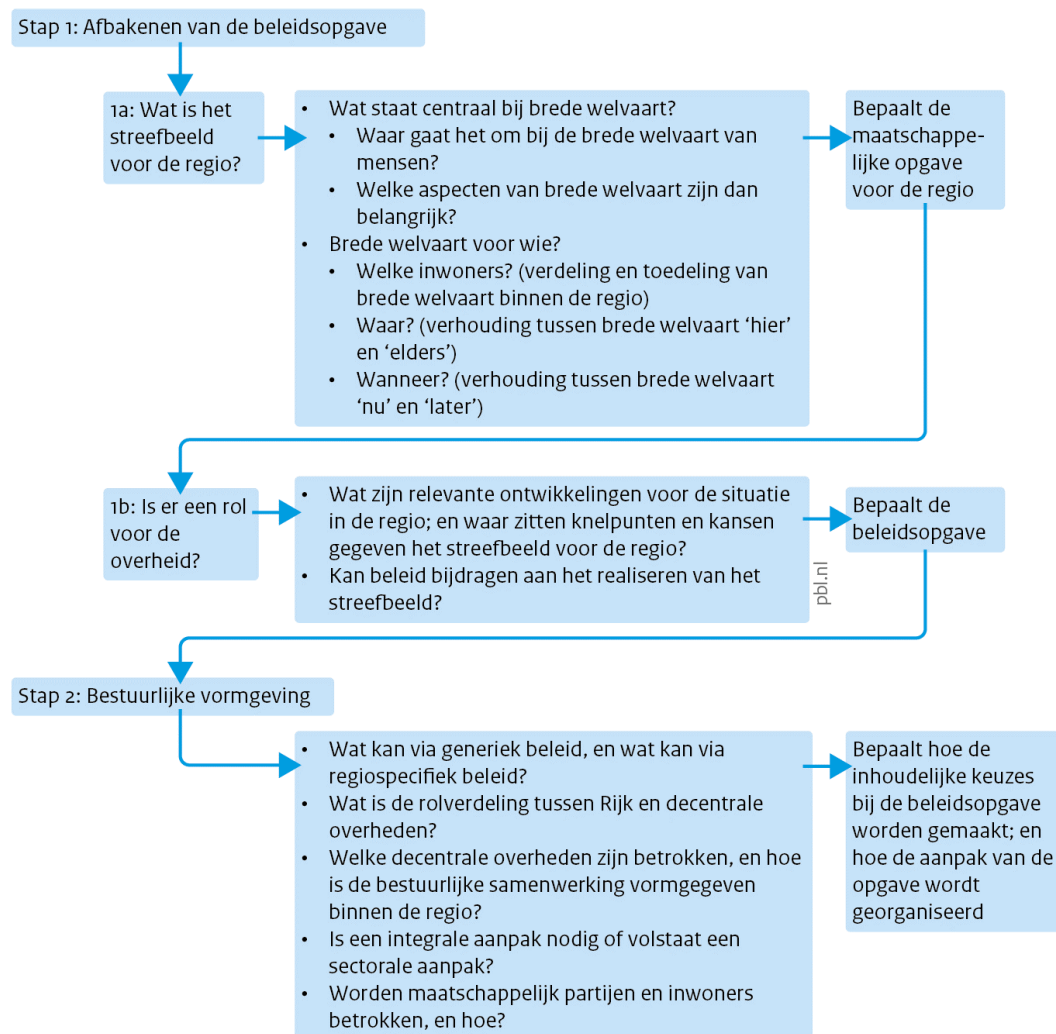 Stap 1: Afbakenen van de beleidsopgave
1a: Wat is het
streefbeeld
voor de regio?
• Wat staat centraal bij brede welvaart?
• Waar gaat het om bij de brede welvaart van
mensen?
• Welke aspecten van brede welvaart zijn dan
belangrijk?
• Brede welvaart voor wie?
• Welke inwoners? (verdeling en toedeling van
brede welvaart binnen de regio)
• Waar? (verhouding tussen brede welvaart ‘hier’
en ‘elders’)
• Wanneer? (verhouding tussen brede welvaart
‘nu’ en ‘later’)
Bepaalt de
maatschappe-
lijke opgave
voor de regio
1b: Is er een rol
voor de
overheid?
• Wat zijn relevante ontwikkelingen voor de situatie
in de regio; en waar zitten knelpunten en kansen
gegeven het streefbeeld voor de regio?
• Kan beleid bijdragen aan het realiseren van het
streefbeeld?
Bepaalt de
beleidsopgave
pbl.nl
Stap 2: Bestuurlijke vormgeving
• Wat kan via generiek beleid, en wat kan via
regiospecifiek beleid?
• Wat is de rolverdeling tussen Rijk en decentrale
overheden?
• Welke decentrale overheden zijn betrokken, en hoe
is de bestuurlijke samenwerking vormgegeven
binnen de regio?
• Is een integrale aanpak nodig of volstaat een
sectorale aanpak?
• Worden maatschappelijk partijen en inwoners
betrokken, en hoe?
Bepaalt hoe de
inhoudelijke keuzes
bij de beleidsopgave
worden gemaakt; en
hoe de aanpak van de
opgave wordt
georganiseerd